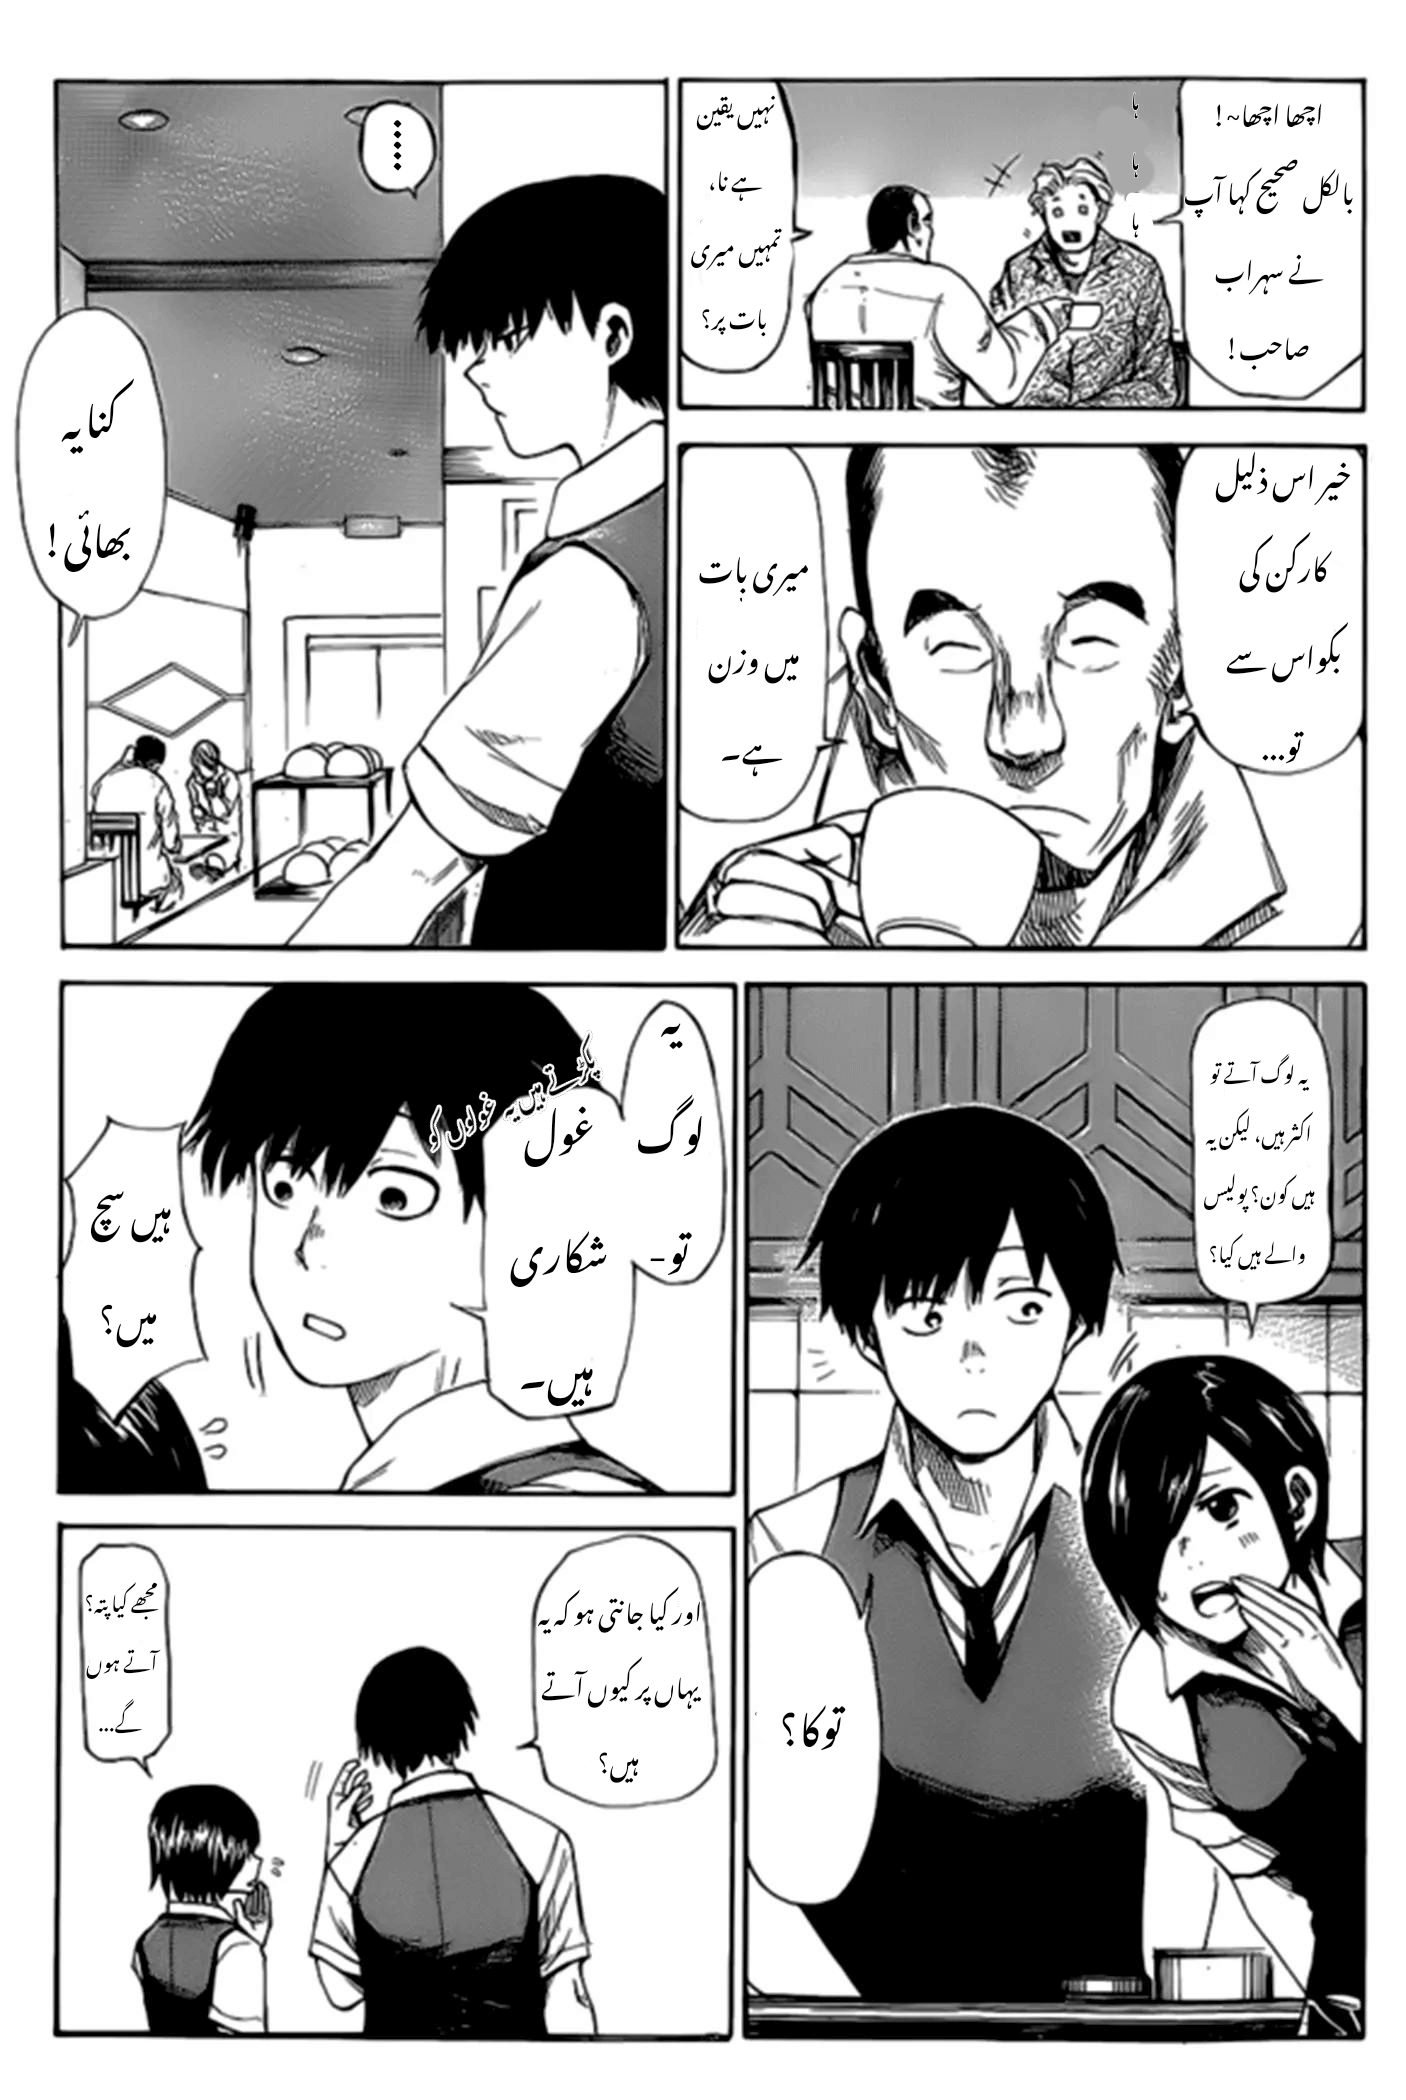 اچھا اچھا~!
بالکل صحیح کہا آپ
نے سہراب
صاحب!
ہا
ہا
ہا
نہیں یقین
ہے نا،
تمہیں میری
بات پر؟
خیر اس ذلیل
کارکن کی
بکواس سے
تو...
میری بات
میں وزن
ہے۔
......
کنایہ
بھائی!
یہ لوگ آتے تو
اکثر ہیں، لیکن یہ
ہیں کون؟ پولیس
والے ہیں کیا؟
توکا؟
یہ
لوگ
تو-
غول
شکاری
ہیں۔
پکڑتے ہیں یہ غولوں کو
ہیں سچ
میں؟
اور کیا جانتی ہو کہ یہ
یہاں پر کیوں آتے
ہیں؟
مجھے کیا پتہ؟
آتے ہوں
گے...